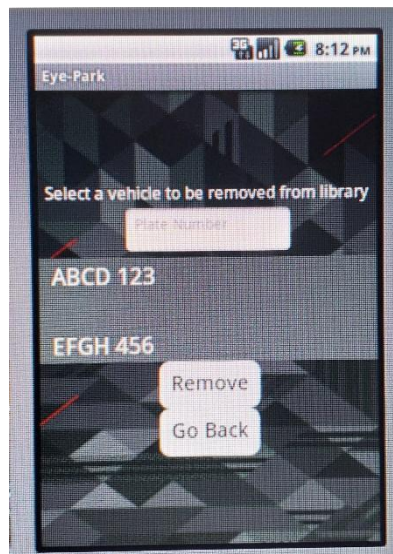 3G
8:12 PM
Eye-Park
Select a vehicle to be removed from library
Plate Number
ABCD 123
EFGH 456
Remove
Go Back